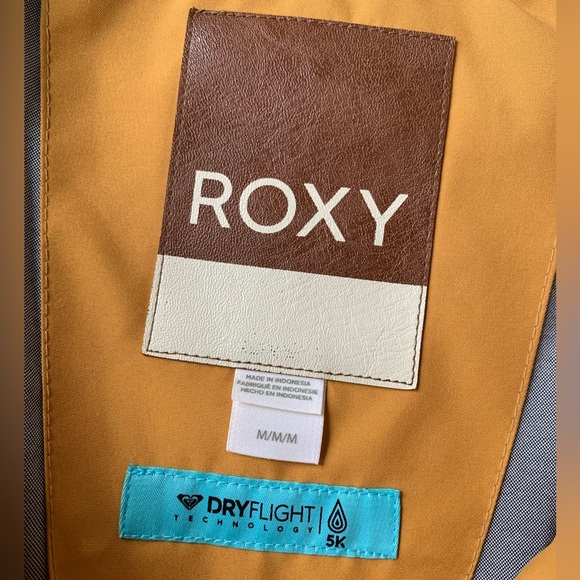 ROXY
MADE IN INDONESIA
FABRIQUÉ EN INDONESIE
HECHO EN INDONESIA
M/M/M
DRYFLIGHT
TECHNOLOGY
5K